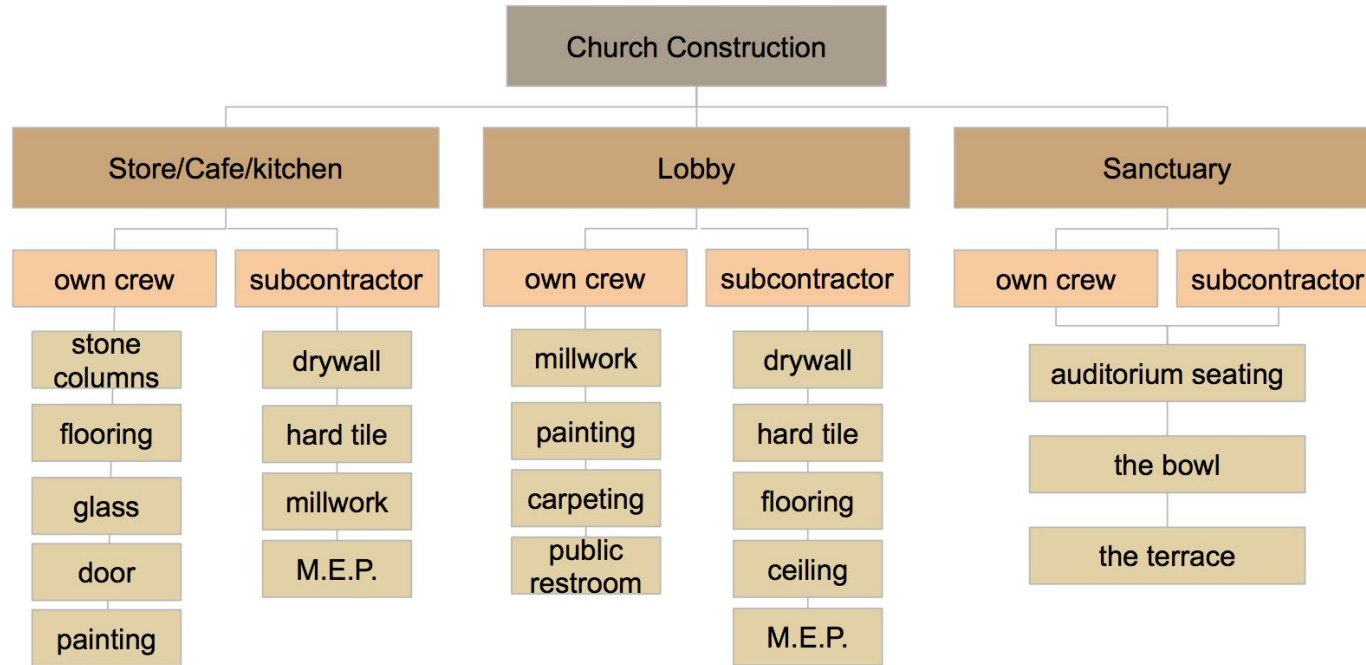 Church Construction
Store/Cafe/kitchen
Lobby
Sanctuary
own crew
subcontractor
own crew
subcontractor
own crew
subcontractor
stone
columns
flooring
glass
door
painting
drywall
hard tile
millwork
M.E.P.
millwork
painting
carpeting
public
restroom
drywall
hard tile
flooring
ceiling
M.E.P.
auditorium seating
the bowl
the terrace